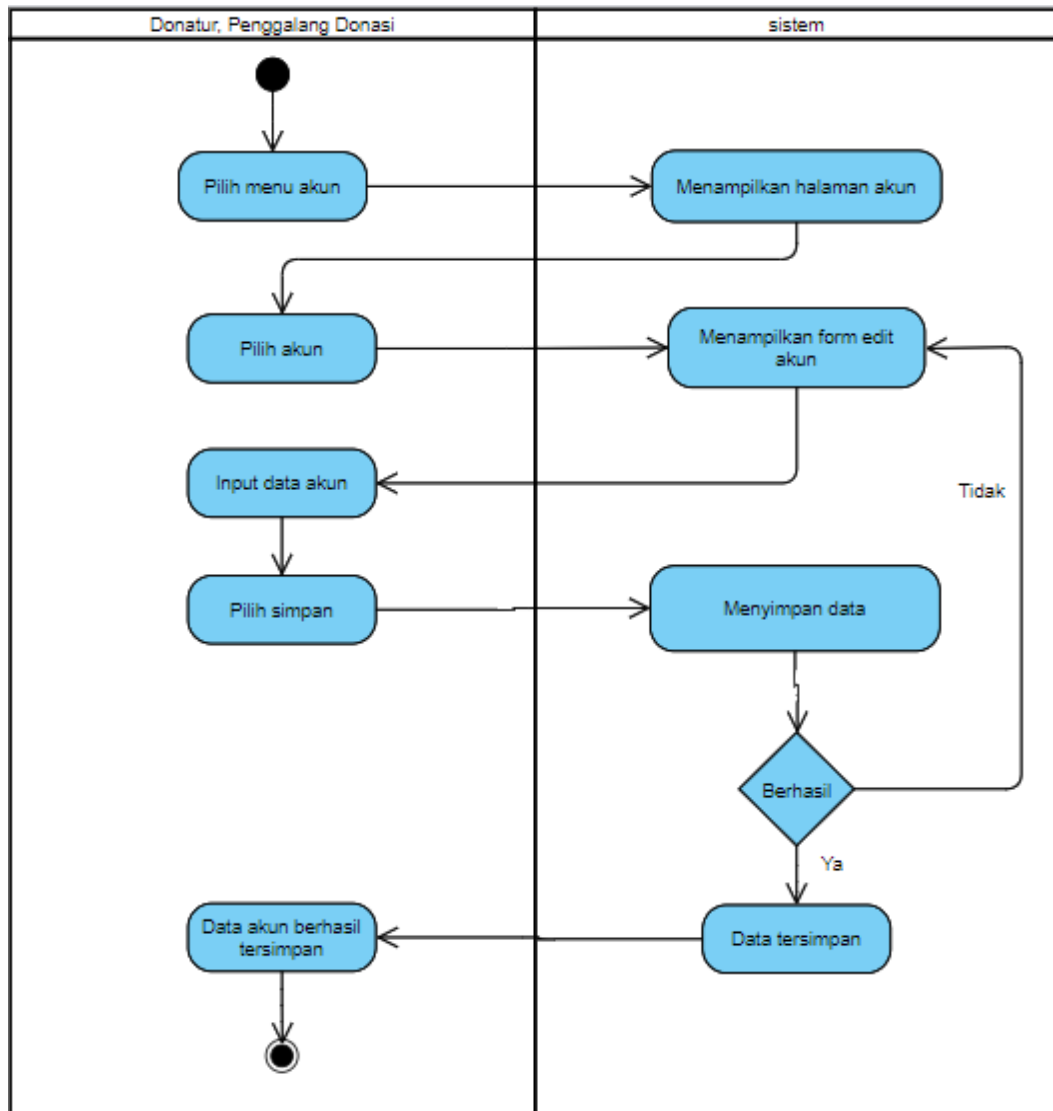 Donatur, Penggalang Donasi
sistem
Pilih menu akun
Menampilkan halaman akun
Pilih akun
Menampilkan form edit
akun
Input data akun
Tidak
Pilih simpan
Menyimpan data
Berhasil
Ya
Data akun berhasil
tersimpan
Data tersimpan